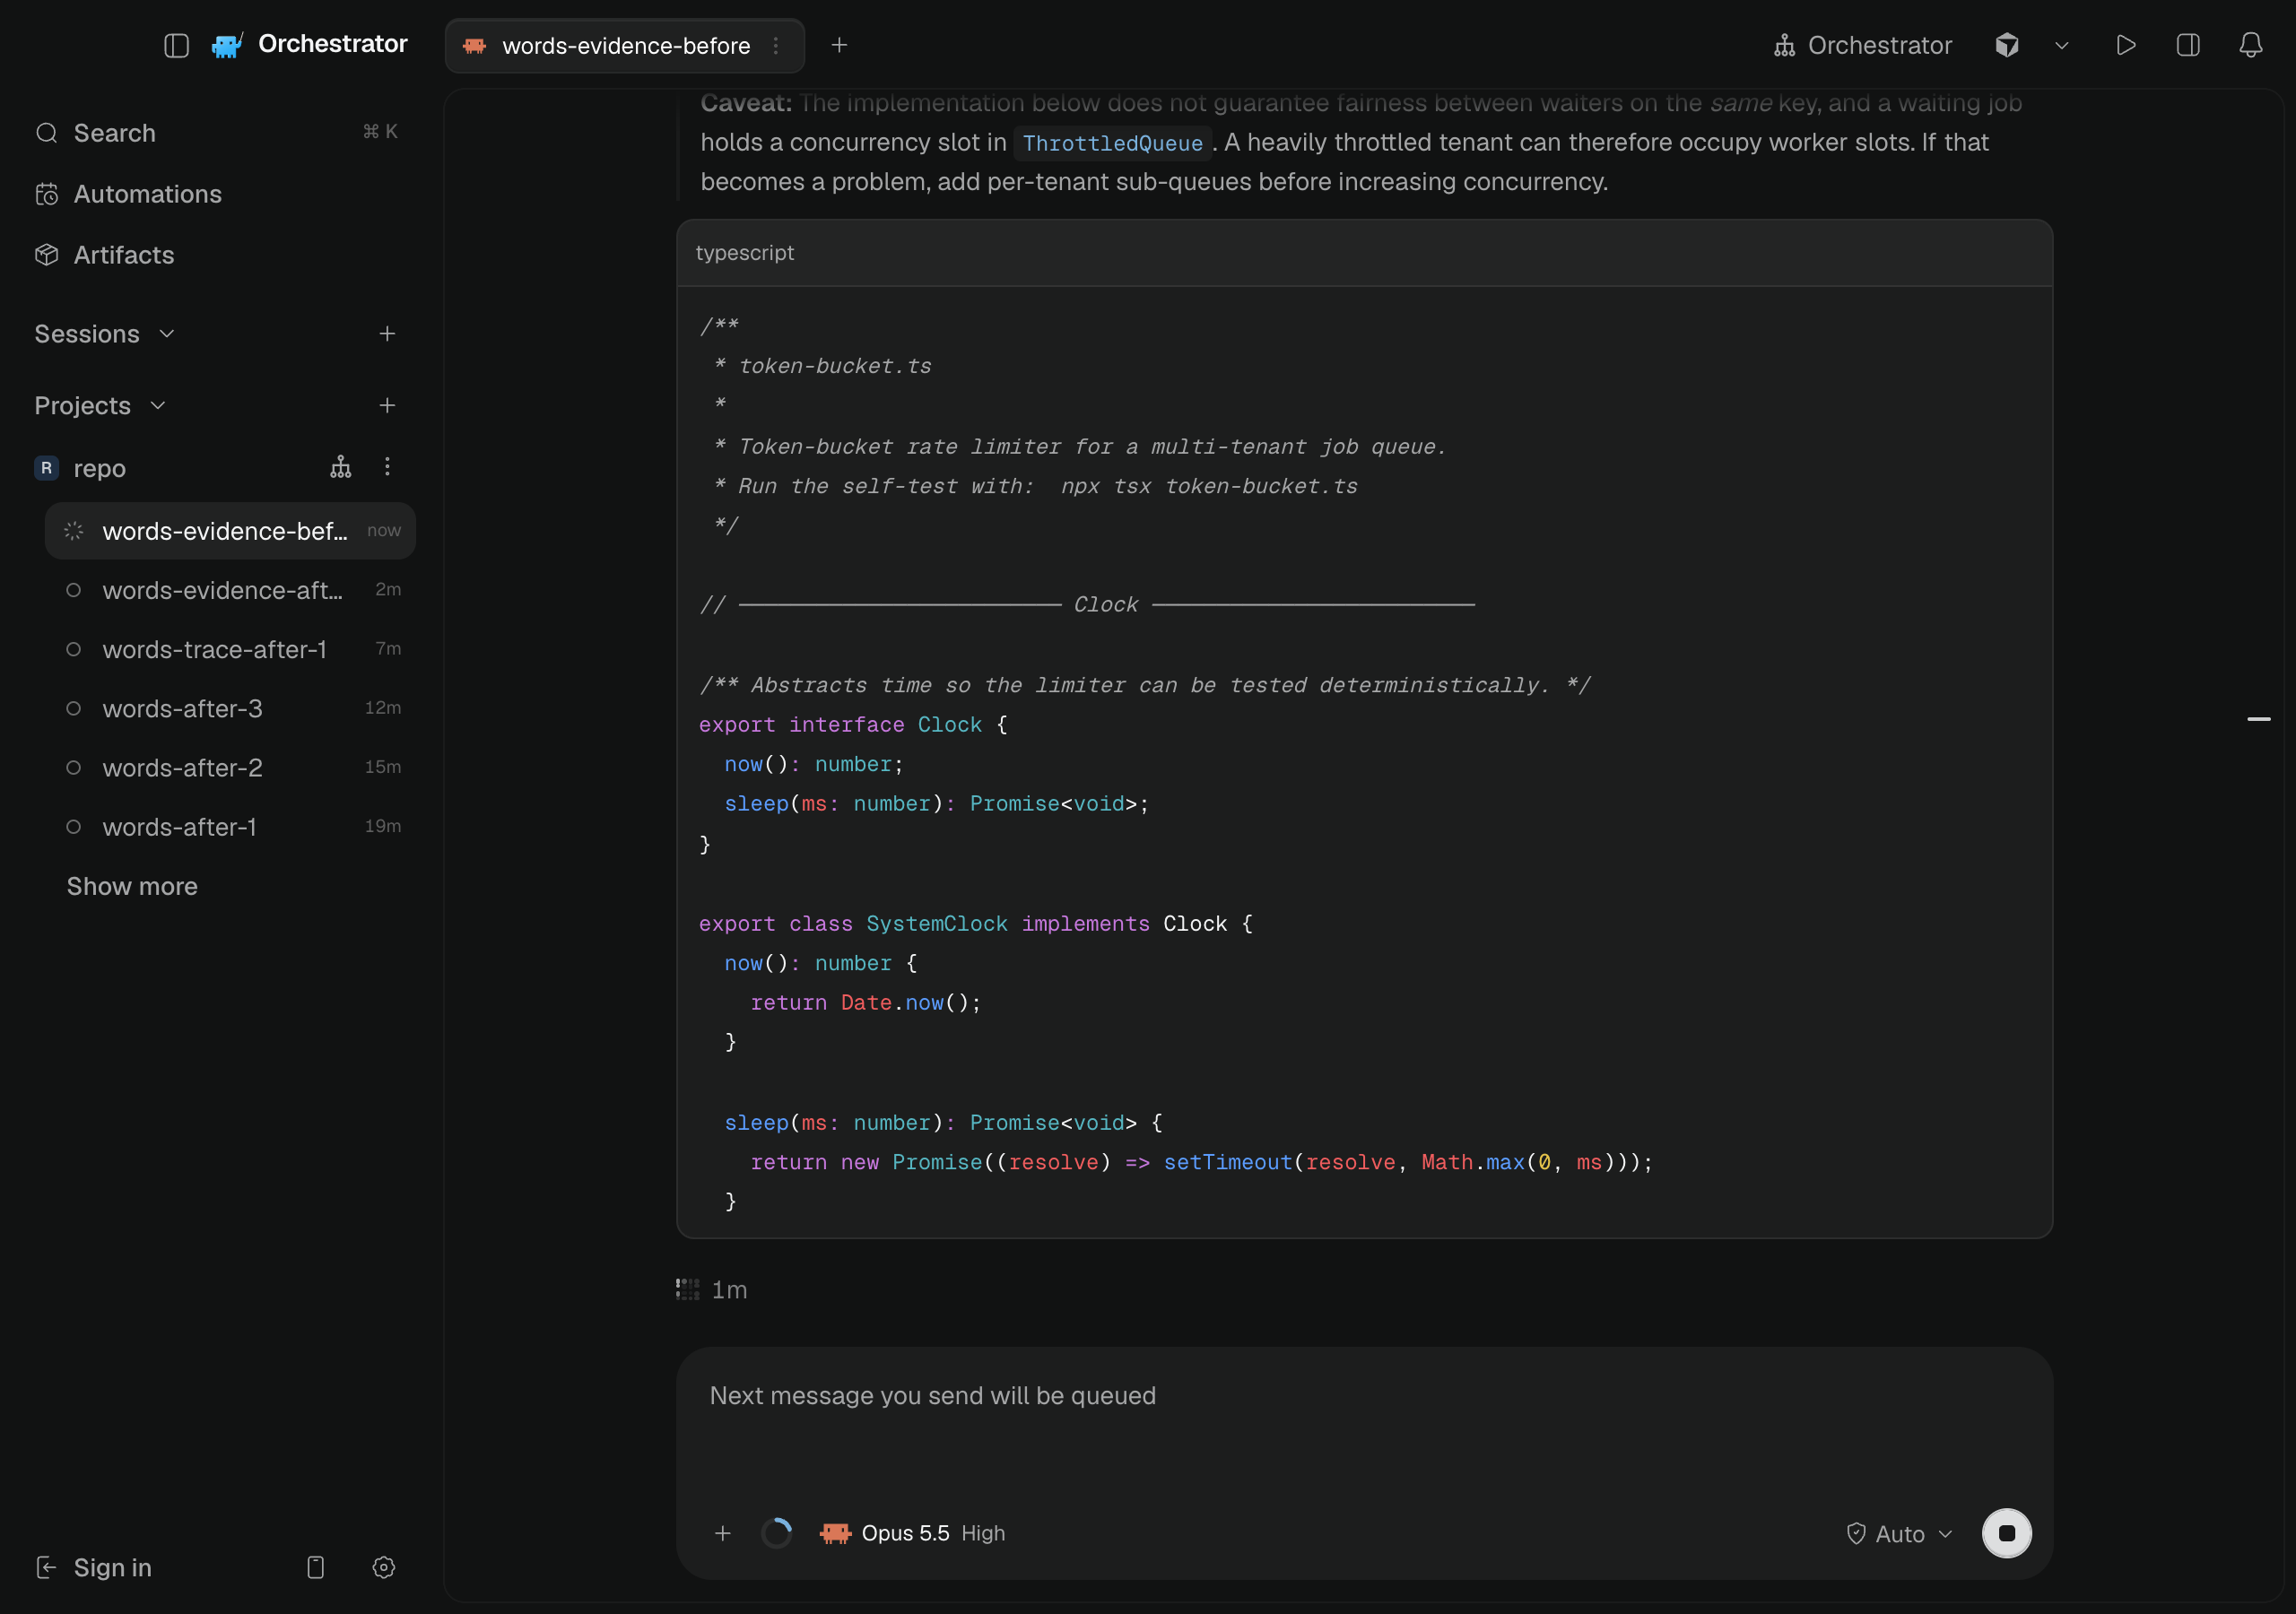 Orchestrator
words-evidence-before
Orchestrator
Search ⌘ K
Automations
Artifacts
Sessions
Projects
R repo
words-evidence-bef... now
words-evidence-aft... 2m
words-trace-after-1 7m
words-after-3 12m
words-after-2 15m
words-after-1 19m
Show more
Sign in
Caveat: The implementation below does not guarantee fairness between waiters on the same key, and a waiting job
holds a concurrency slot in ThrottledQueue. A heavily throttled tenant can therefore occupy worker slots. If that
becomes a problem, add per-tenant sub-queues before increasing concurrency.
typescript
/**
 * token-bucket.ts
 *
 * Token-bucket rate limiter for a multi-tenant job queue.
 * Run the self-test with:  npx tsx token-bucket.ts
 */
// ───────────────────────── Clock ─────────────────────────
/** Abstracts time so the limiter can be tested deterministically. */
export interface Clock {
  now(): number;
  sleep(ms: number): Promise<void>;
}
export class SystemClock implements Clock {
  now(): number {
    return Date.now();
  }
  sleep(ms: number): Promise<void> {
    return new Promise((resolve) => setTimeout(resolve, Math.max(0, ms)));
  }
1m
Next message you send will be queued
Opus 5.5 High
Auto